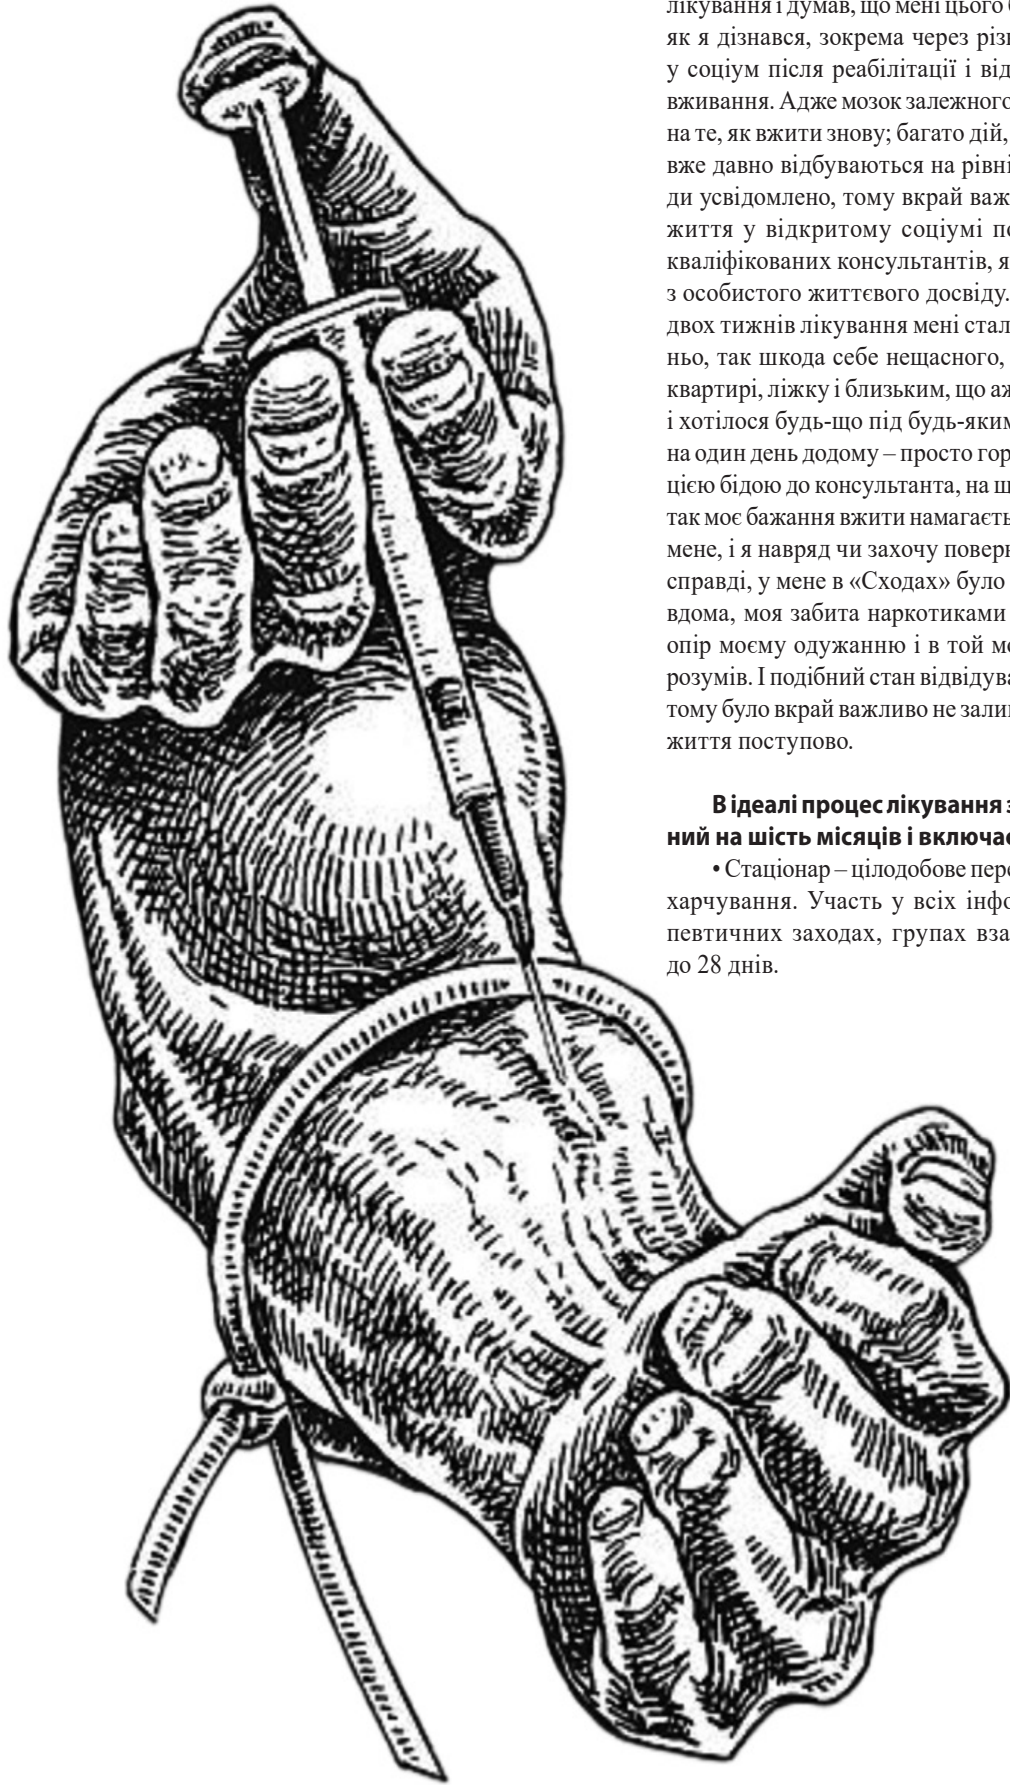 лікування і думав, що мені цього
як я дізнався, зокрема через різ
у соціум після реабілітації і від
вживання. Адже мозок залежного
на те, як вжити знову; багато дій,
вже давно відбуваються на рівні
ди усвідомлено, тому вкрай важ
життя у відкритому соціумі по
кваліфікованих консультантів, я
з особистого життєвого досвіду.
двох тижнів лікування мені стал
ньо, так шкода себе нещасного,
квартирі, ліжку і близьким, що аж
і хотілося будь-що під будь-яким
на один день додому – просто гор
цією бідою до консультанта, на щ
так моє бажання вжити намагаєть
мене, і я навряд чи захочу поверн
справді, у мене в «Сходах» було
вдома, моя забита наркотиками
опір моєму одужанню і в той мо
розумів. І подібний стан відвідува
тому було вкрай важливо не зали
життя поступово.
В ідеалі процес лікування з
ний на шість місяців і включає
• Стаціонар – цілодобове пере
харчування. Участь у всіх інфо
певтичних заходах, групах вза
до 28 днів.